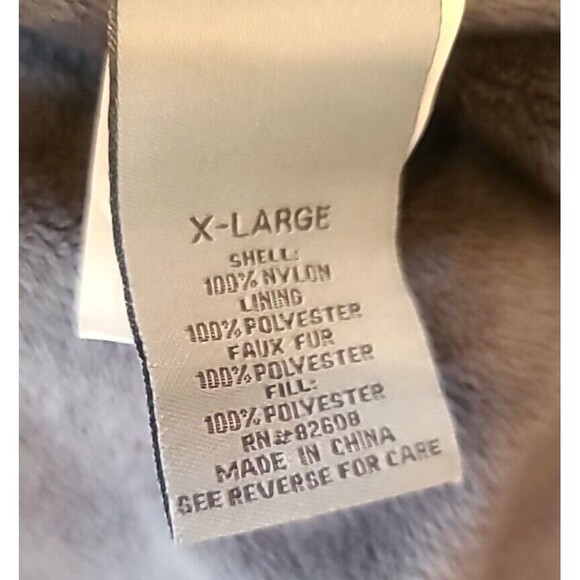 X-LARGE
SHELL:
100% NYLON
LINING
100% POLYESTER
FAUX FUR
100% POLYESTER
FILL:
100% POLYESTER
RN#82608
MADE IN CHINA
SEE REVERSE FOR CARE